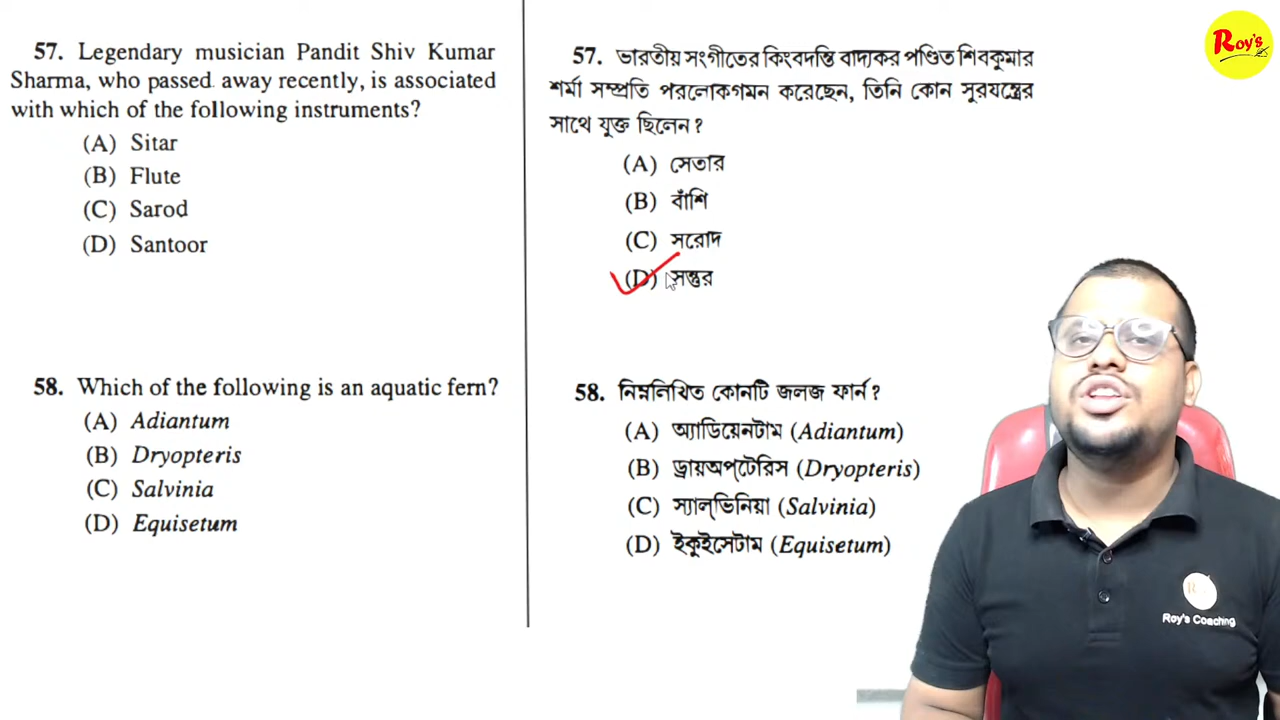 57. Legendary musician Pandit Shiv Kumar
Sharma, who passed away recently, is associated
with which of the following instruments?
(A) Sitar
(B) Flute
(C) Sarod
(D) Santoor
58. Which of the following is an aquatic fern?
(A) Adiantum
(B) Dryopteris
(C) Salvinia
(D) Equisetum
57. ভারতীয় সংগীতের কিংবদন্তি বাদ্যকর পণ্ডিত শিবকুমার
শর্মা সম্প্রতি পরলোকগমন করেছেন, তিনি কোন সুরযন্ত্রের
সাথে যুক্ত ছিলেন?
(A) সেতার
(B) বাঁশি
(C) সরোদ
(D) সন্তুর
58. নিম্নলিখিত কোনটি জলজ ফার্ন?
(A) অ্যাডিয়েনটাম (Adiantum)
(B) ড্রায়অপ্‌টেরিস (Dryopteris)
(C) স্যাল্‌ভিনিয়া (Salvinia)
(D) ইকুইসেটাম (Equisetum)
Roy's
Roy's Coaching